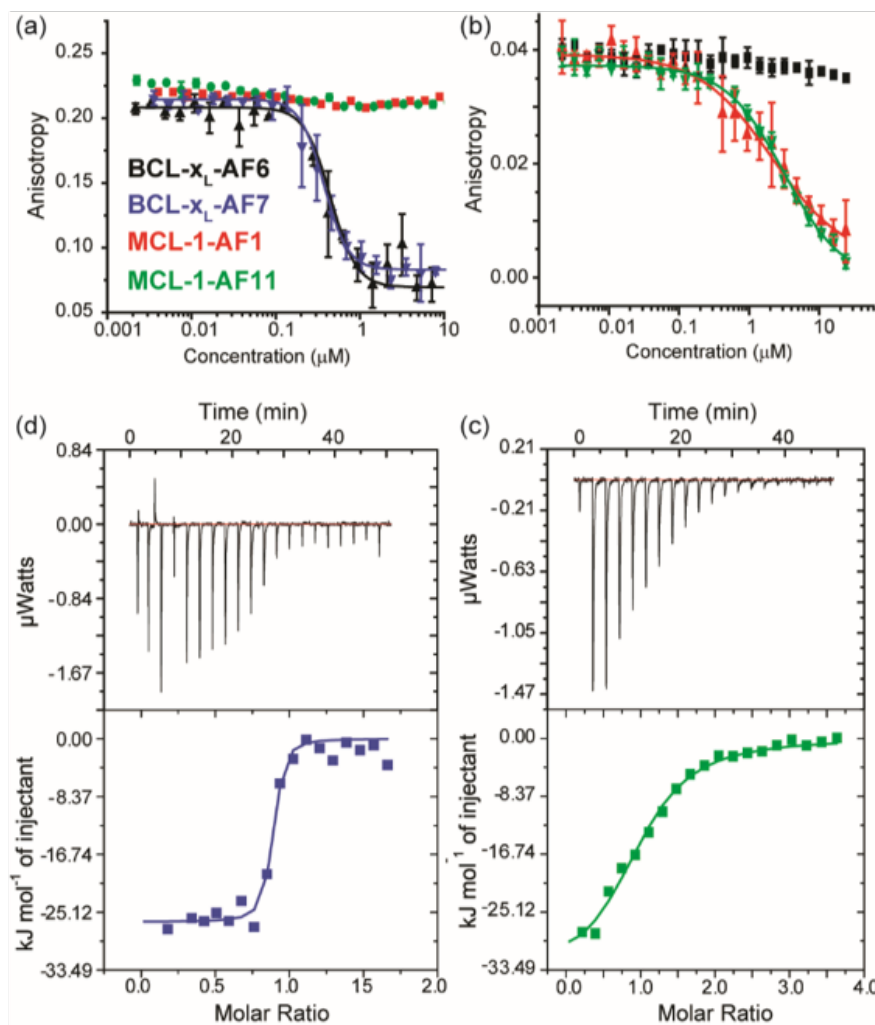 (a)
0.25
0.20
0.15
0.10
0.05
Anisotropy
BCL-xL-AF6
BCL-xL-AF7
MCL-1-AF1
MCL-1-AF11
0.001 0.01 0.1 1 10
Concentration (μM)
(b)
0.04
0.02
0.00
Anisotropy
0.001 0.01 0.1 1 10
Concentration (μM)
(d)
Time (min)
0 20 40
0.84
0.00
-0.84
-1.67
μWatts
0.00
-8.37
-16.74
-25.12
-33.49
kJ mol-1 of injectant
0.0 0.5 1.0 1.5 2.0
Molar Ratio
(c)
Time (min)
0 20 40
0.21
-0.21
-0.63
-1.05
-1.47
μWatts
0.00
-8.37
-16.74
-25.12
-33.49
kJ mol-1 of injectant
0.0 1.0 2.0 3.0 4.0
Molar Ratio